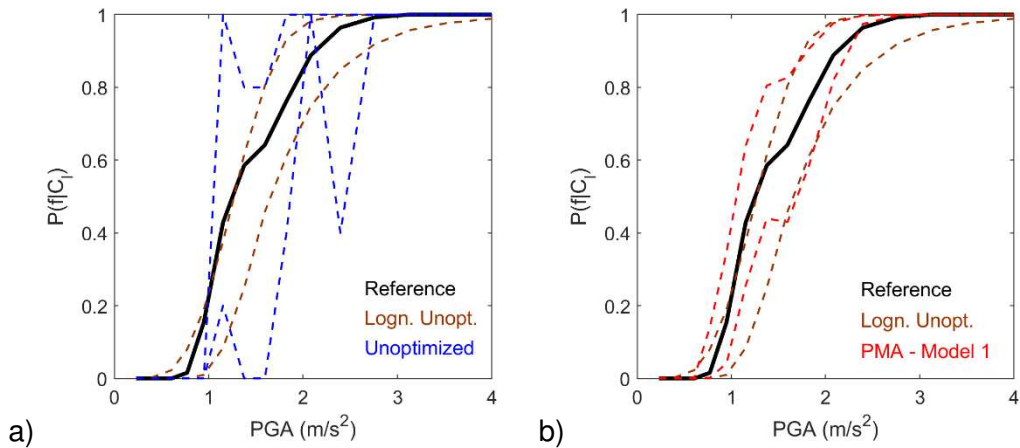 1
0.8
0.6
0.4
0.2
0
P(f|C_l)
0
1
2
3
4
PGA (m/s²)
Reference
Logn. Unopt.
Unoptimized
a)
1
0.8
0.6
0.4
0.2
0
P(f|C_l)
0
1
2
3
4
PGA (m/s²)
Reference
Logn. Unopt.
PMA - Model 1
b)